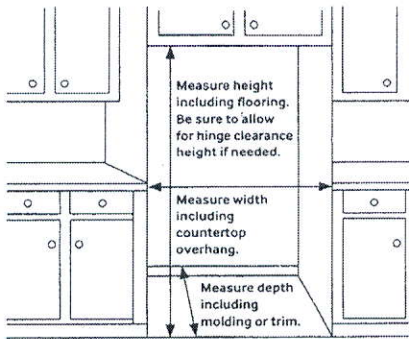 Measure height
including flooring.
Be sure to allow
for hinge clearance
height if needed.
Measure width
including
countertop
overhang.
Measure depth
including
molding or trim.